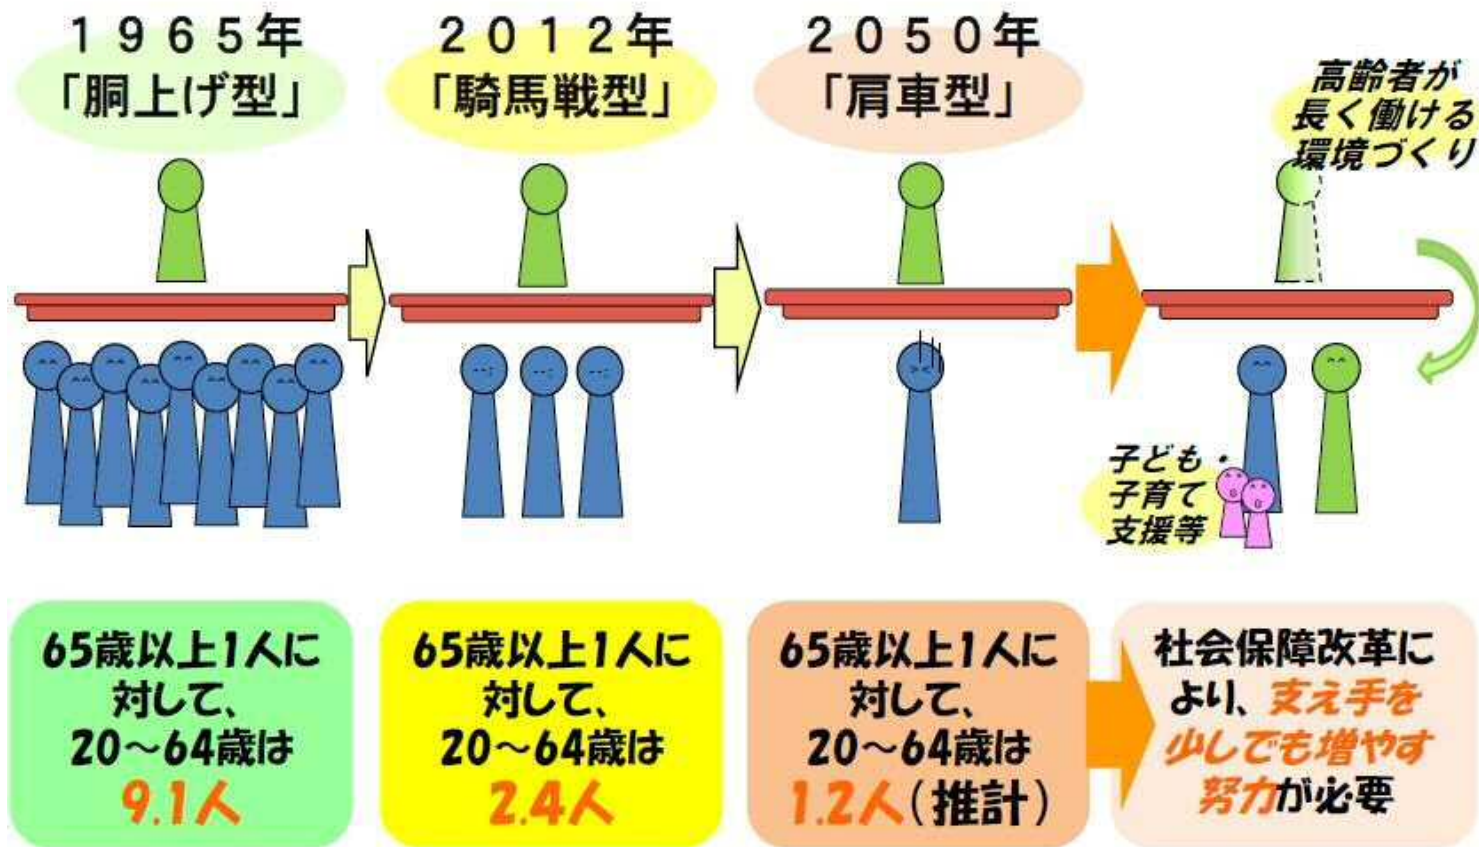 １９６５年
「胴上げ型」
２０１２年
「騎馬戦型」
２０５０年
「肩車型」
高齢者が
長く働ける
環境づくり
子ども・
子育て
支援等
65歳以上1人に
対して、
20～64歳は
9.1人
65歳以上1人に
対して、
20～64歳は
2.4人
65歳以上1人に
対して、
20～64歳は
1.2人(推計)
社会保障改革に
より、支え手を
少しでも増やす
努力が必要